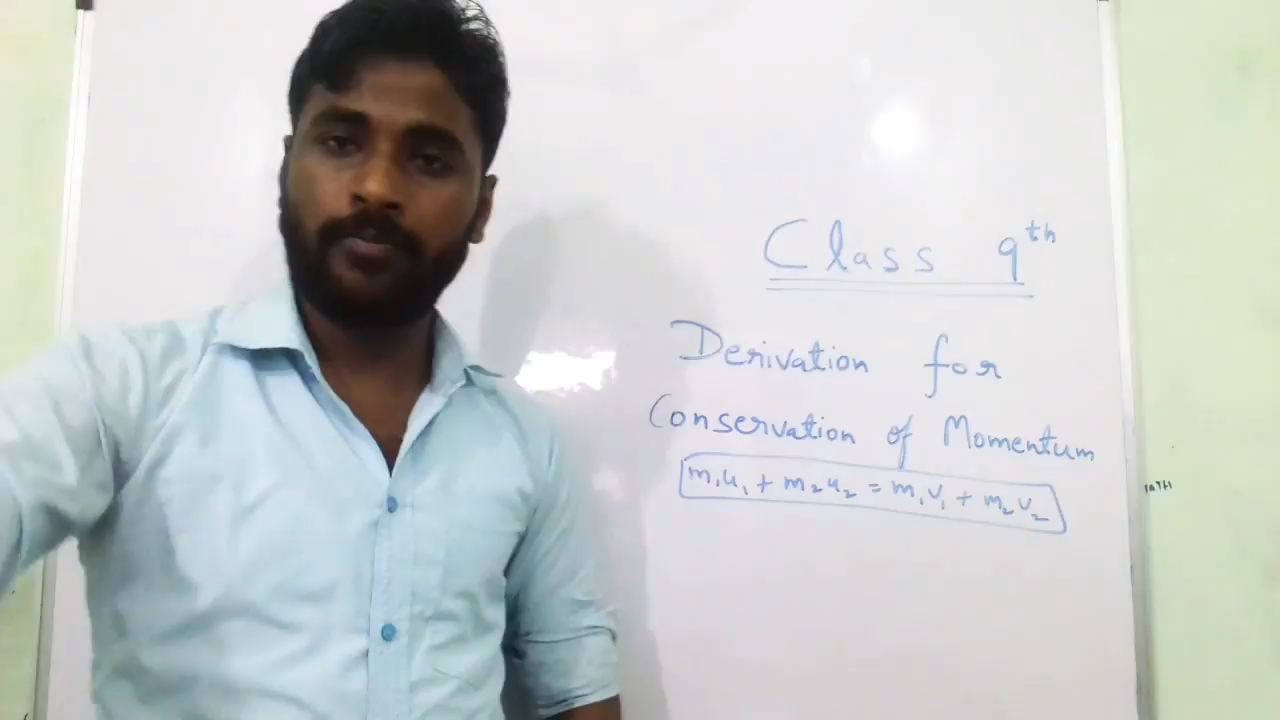 Class 9th
Derivation for
Conservation of Momentum
m₁u₁ + m₂u₂ = m₁v₁ + m₂v₂